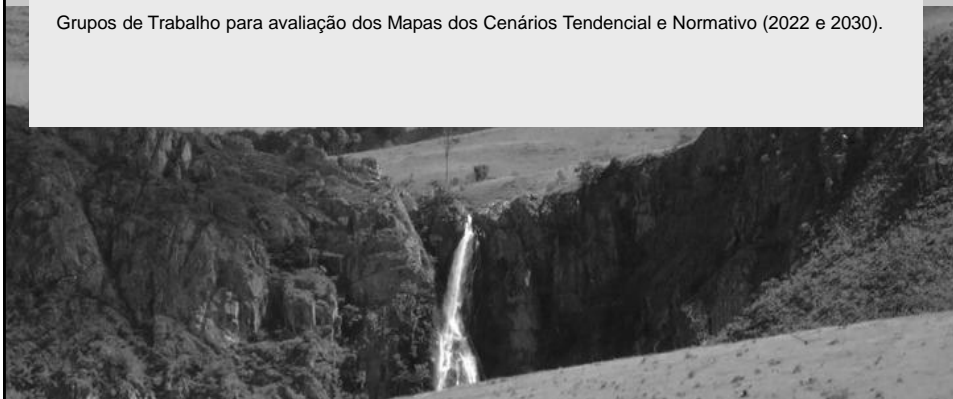 Grupos de Trabalho para avaliação dos Mapas dos Cenários Tendencial e Normativo (2022 e 2030).